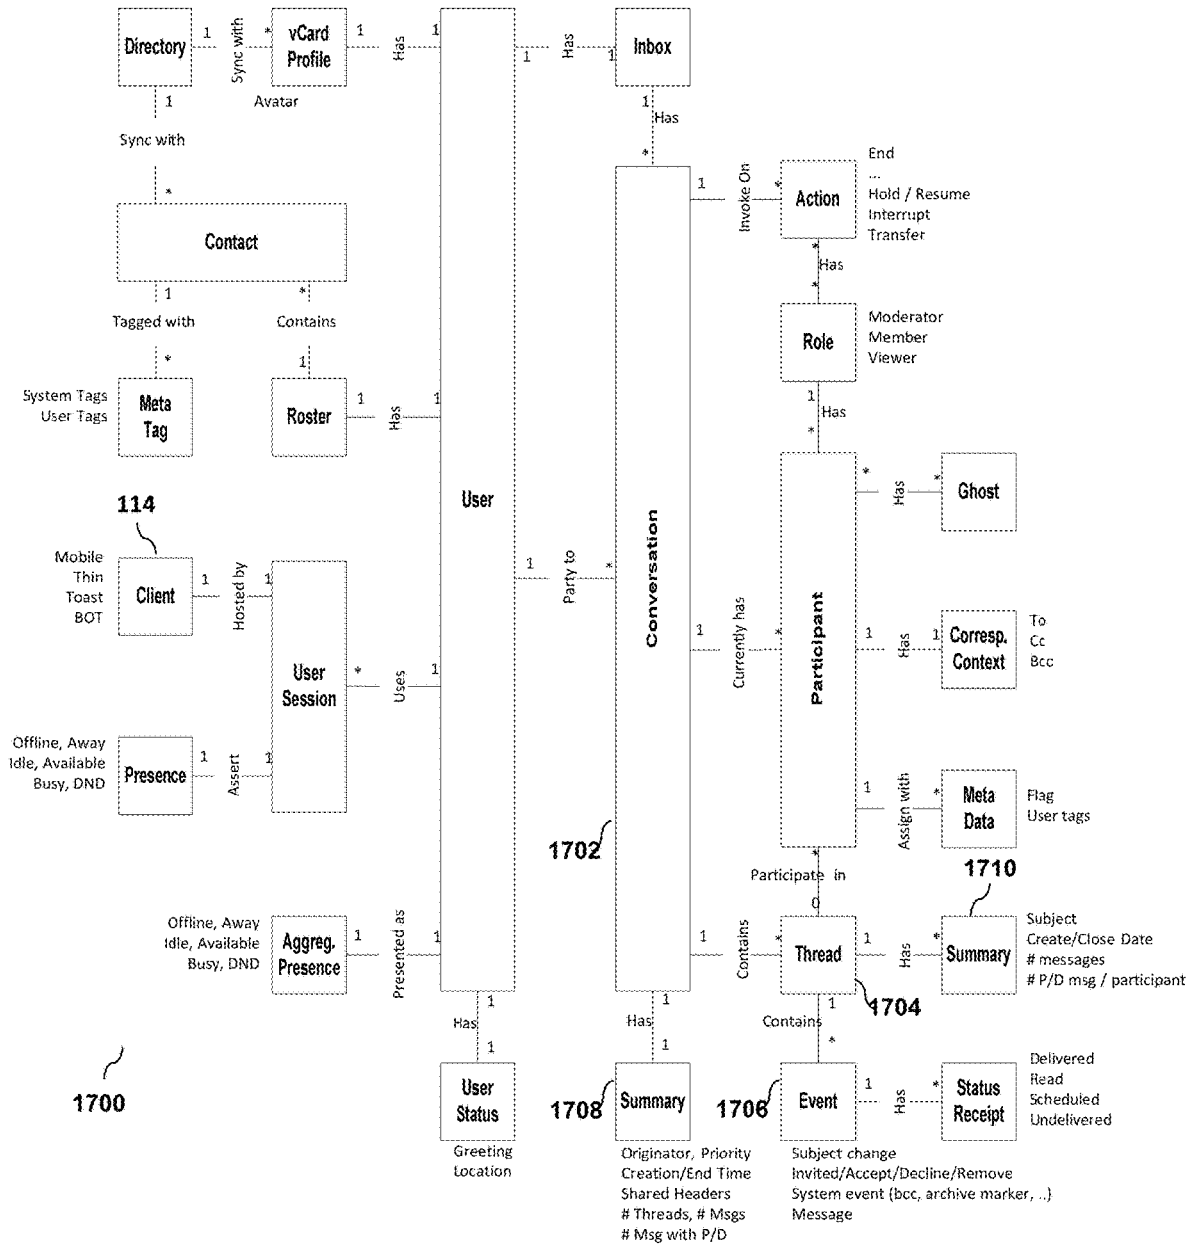 Directory
1
Sync with
*
vCard
Profile
1
Has
1
1
Has
1
Inbox
Avatar
1
Sync with
*
1
Has
*
Contact
1
Invoke On
*
Action
End
...
Hold / Resume
Interrupt
Transfer
*
Has
*
1
Tagged with
*
*
Contains
1
Role
Moderator
Member
Viewer
System Tags
User Tags
Meta
Tag
Roster
1
Has
1
1
Has
*
User
Conversation
Participant
*
Has
*
Ghost
114
Mobile
Thin
Toast
BOT
Client
1
Hosted by
1
1
Party to
*
User
Session
*
Uses
1
1
Currently has
*
1
Has
1
Corresp.
Context
To
Cc
Bcc
Offline, Away
Idle, Available
Busy, DND
Presence
1
Assert
1
1
Assign with
*
Meta
Data
Flag
User tags
1702
*
Participate in
0
1710
Offline, Away
Idle, Available
Busy, DND
Aggreg.
Presence
1
Presented as
1
1
Contains
*
Thread
1
Has
*
Summary
Subject
Create/Close Date
# messages
# P/D msg / participant
1704
1
Has
1
1
Has
1
1
Contains
*
1700
User
Status
Greeting
Location
1708
Summary
Originator, Priority
Creation/End Time
Shared Headers
# Threads, # Msgs
# Msg with P/D
1706
Event
1
Has
*
Status
Receipt
Delivered
Read
Scheduled
Undelivered
Subject change
Invited/Accept/Decline/Remove
System event (bcc, archive marker, ..)
Message